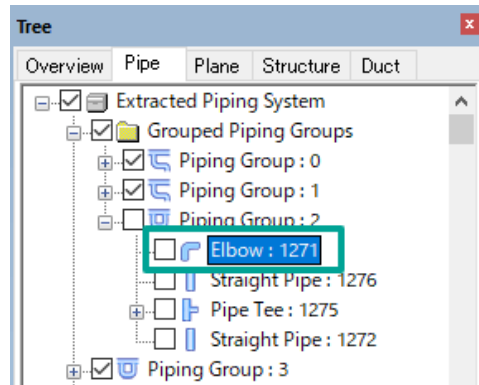 Tree
Overview Pipe Plane Structure Duct
Extracted Piping System
Grouped Piping Groups
Piping Group : 0
Piping Group : 1
Piping Group : 2
Elbow : 1271
Straight Pipe : 1276
Pipe Tee : 1275
Straight Pipe : 1272
Piping Group : 3